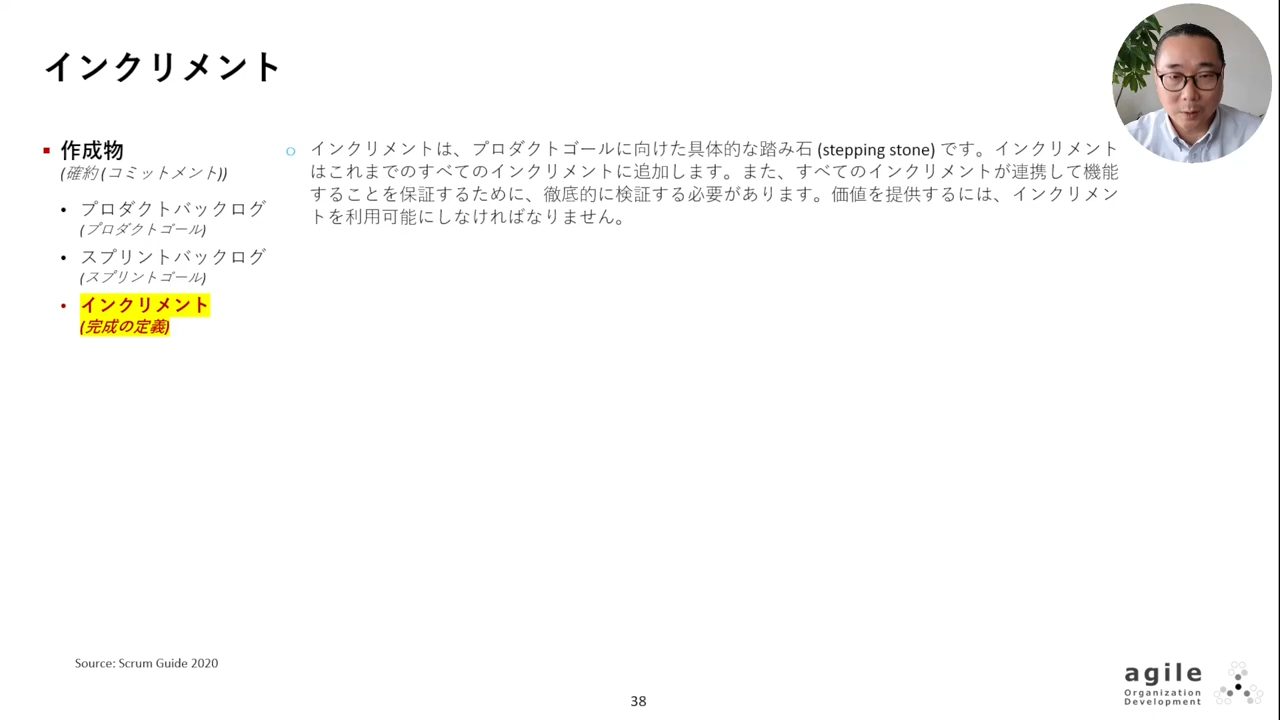 インクリメント
作成物
(確約 (コミットメント))
プロダクトバックログ
(プロダクトゴール)
スプリントバックログ
(スプリントゴール)
インクリメント
(完成の定義)
インクリメントは、プロダクトゴールに向けた具体的な踏み石 (stepping stone) です。インクリメント
はこれまでのすべてのインクリメントに追加します。また、すべてのインクリメントが連携して機能
することを保証するために、徹底的に検証する必要があります。価値を提供するには、インクリメン
トを利用可能にしなければなりません。
Source: Scrum Guide 2020
38
agile
Organization
Development